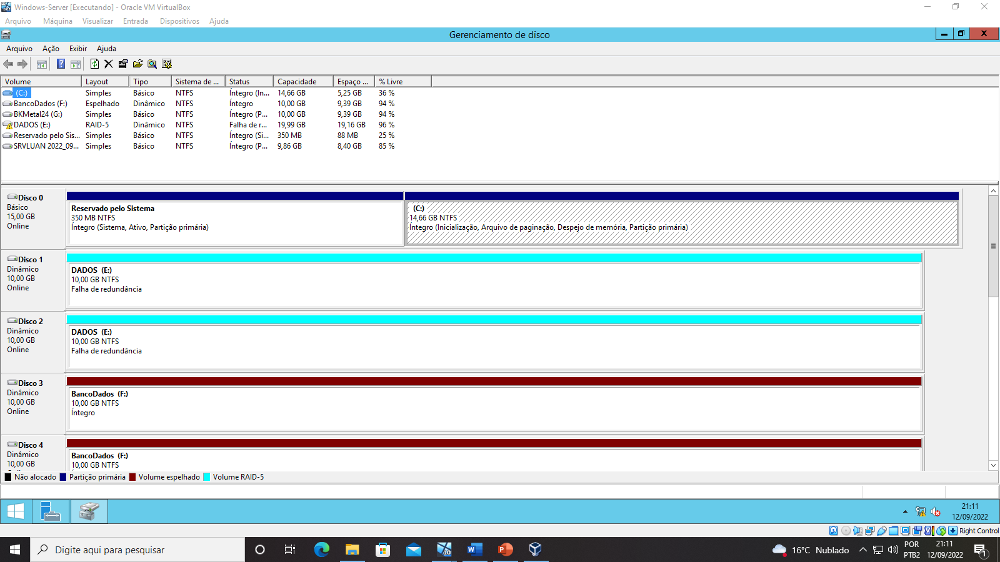 Windows-Server [Executando] - Oracle VM VirtualBox
Arquivo Máquina Visualizar Entrada Dispositivos Ajuda
Gerenciamento de disco
Arquivo Ação Exibir Ajuda
Volume Layout Tipo Sistema de ... Status Capacidade Espaço ... % Livre
(C:) Simples Básico NTFS Íntegro (In... 14,66 GB 5,25 GB 36 %
BancoDados (F:) Espelhado Dinâmico NTFS Íntegro 10,00 GB 9,39 GB 94 %
BKMetal24 (G:) Simples Básico NTFS Íntegro (P... 10,00 GB 9,39 GB 94 %
DADOS (E:) RAID-5 Dinâmico NTFS Falha de r... 19,99 GB 19,16 GB 96 %
Reservado pelo Sis... Simples Básico NTFS Íntegro (Si... 350 MB 88 MB 25 %
SRVLUAN 2022_09... Simples Básico NTFS Íntegro (P... 9,86 GB 8,40 GB 85 %
Disco 0
Básico
15,00 GB
Online
Reservado pelo Sistema
350 MB NTFS
Íntegro (Sistema, Ativo, Partição primária)
(C:)
14,66 GB NTFS
Íntegro (Inicialização, Arquivo de paginação, Despejo de memória, Partição primária)
Disco 1
Dinâmico
10,00 GB
Online
DADOS (E:)
10,00 GB NTFS
Falha de redundância
Disco 2
Dinâmico
10,00 GB
Online
DADOS (E:)
10,00 GB NTFS
Falha de redundância
Disco 3
Dinâmico
10,00 GB
Online
BancoDados (F:)
10,00 GB NTFS
Íntegro
Disco 4
Dinâmico
10,00 GB
BancoDados (F:)
10,00 GB NTFS
Não alocado Partição primária Volume espelhado Volume RAID-5
21:11
12/09/2022
Right Control
Digite aqui para pesquisar
16°C Nublado
POR
PTB2
21:11
12/09/2022
1